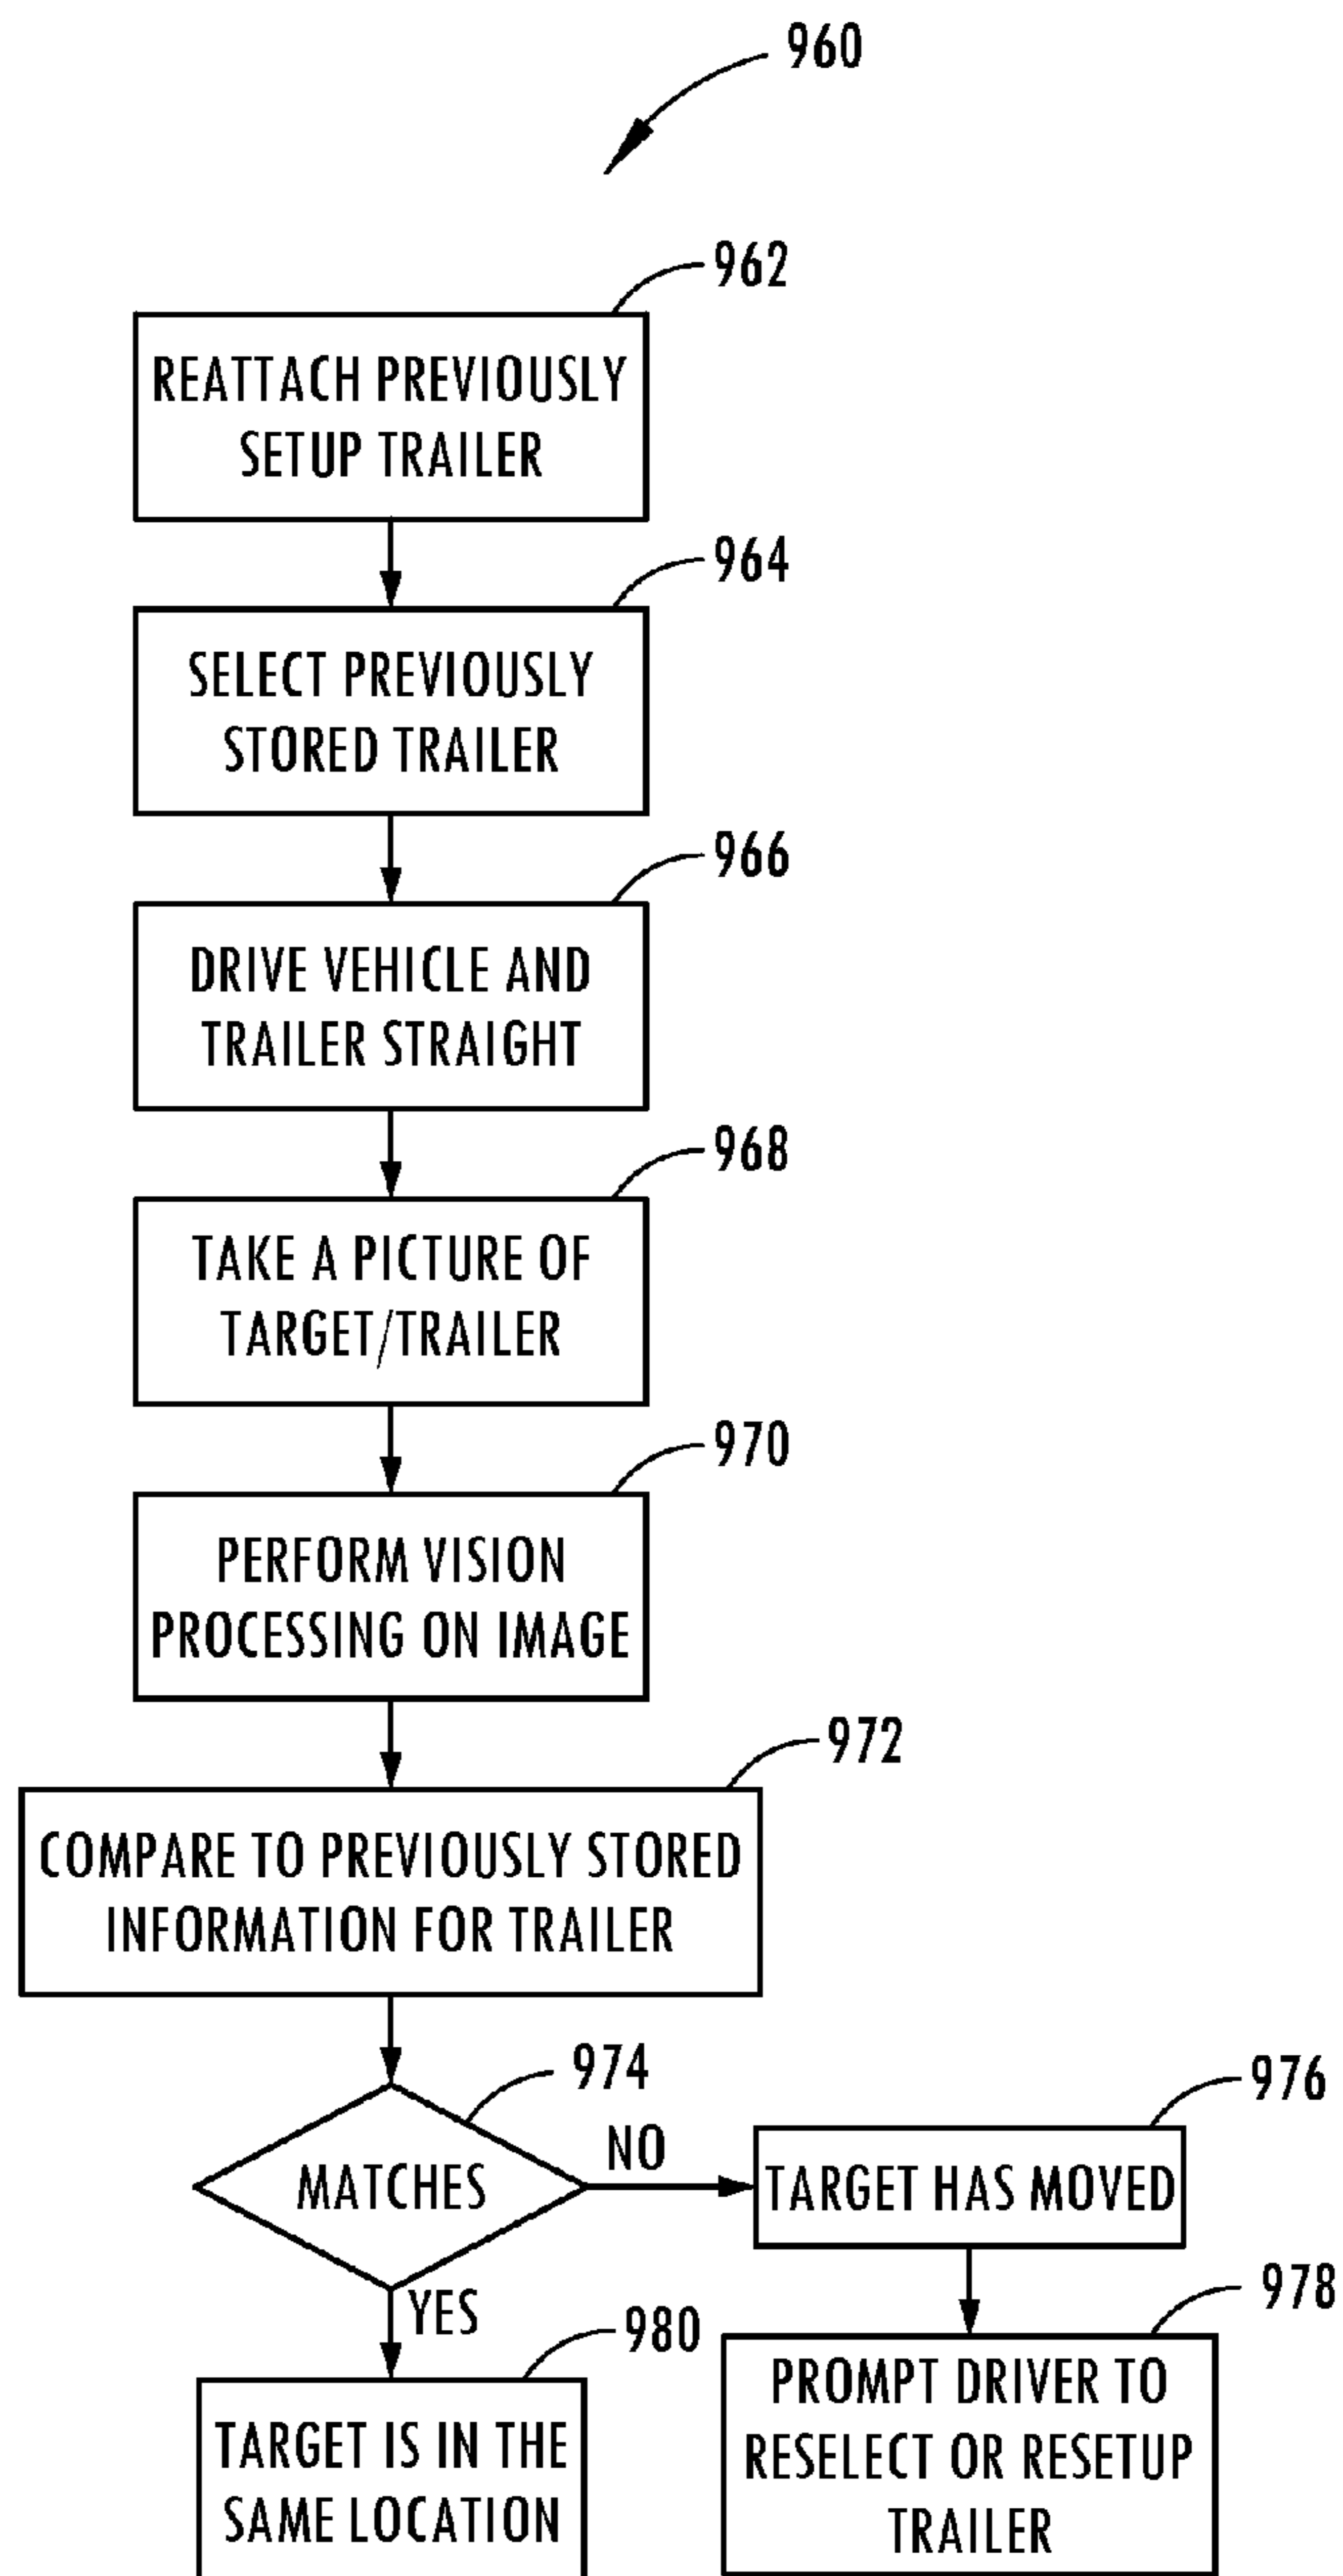 960
962
REATTACH PREVIOUSLY
SETUP TRAILER
964
SELECT PREVIOUSLY
STORED TRAILER
966
DRIVE VEHICLE AND
TRAILER STRAIGHT
968
TAKE A PICTURE OF
TARGET/TRAILER
970
PERFORM VISION
PROCESSING ON IMAGE
972
COMPARE TO PREVIOUSLY STORED
INFORMATION FOR TRAILER
974
MATCHES
NO
976
TARGET HAS MOVED
YES
980
TARGET IS IN THE
SAME LOCATION
978
PROMPT DRIVER TO
RESELECT OR RESETUP
TRAILER